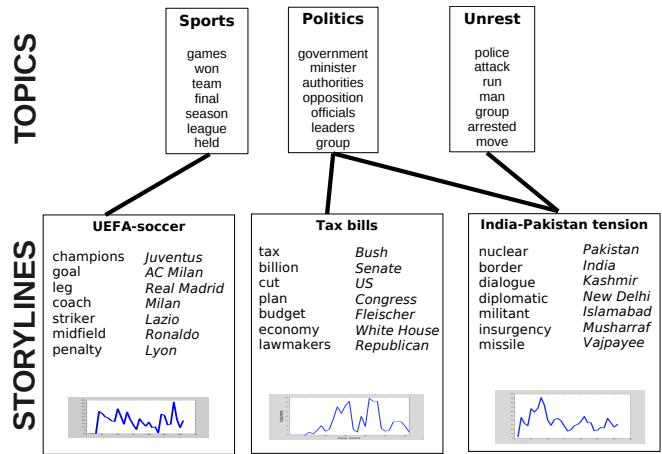 TOPICS
Sports
games
won
team
final
season
league
held
Politics
government
minister
authorities
opposition
officials
leaders
group
Unrest
police
attack
run
man
group
arrested
move
STORYLINES
UEFA-soccer
champions Juventus
goal AC Milan
leg Real Madrid
coach Milan
striker Lazio
midfield Ronaldo
penalty Lyon
Tax bills
tax Bush
billion Senate
cut US
plan Congress
budget Fleischer
economy White House
lawmakers Republican
India-Pakistan tension
nuclear Pakistan
border India
dialogue Kashmir
diplomatic New Delhi
militant Islamabad
insurgency Musharraf
missile Vajpayee